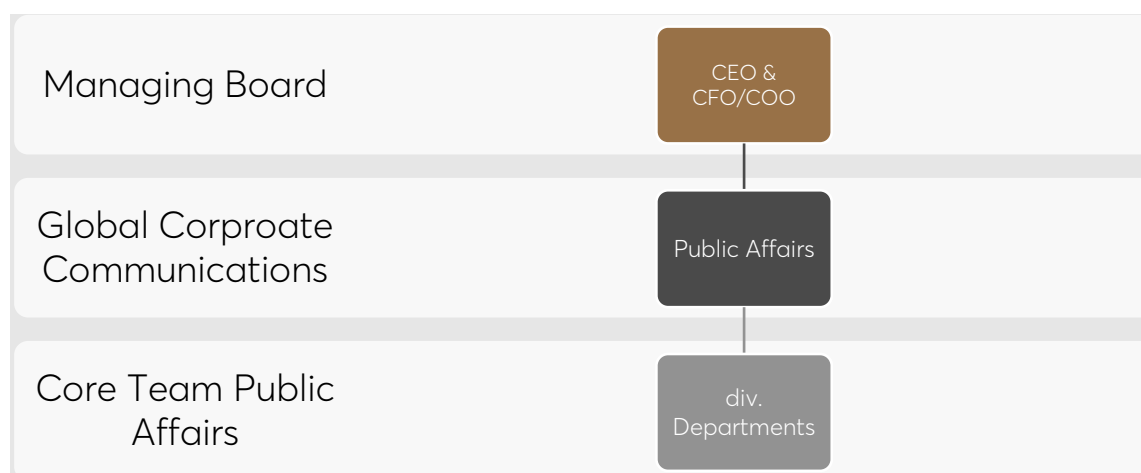 Managing Board
CEO &
CFO/COO
Global Corproate
Communications
Public Affairs
Core Team Public
Affairs
div.
Departments